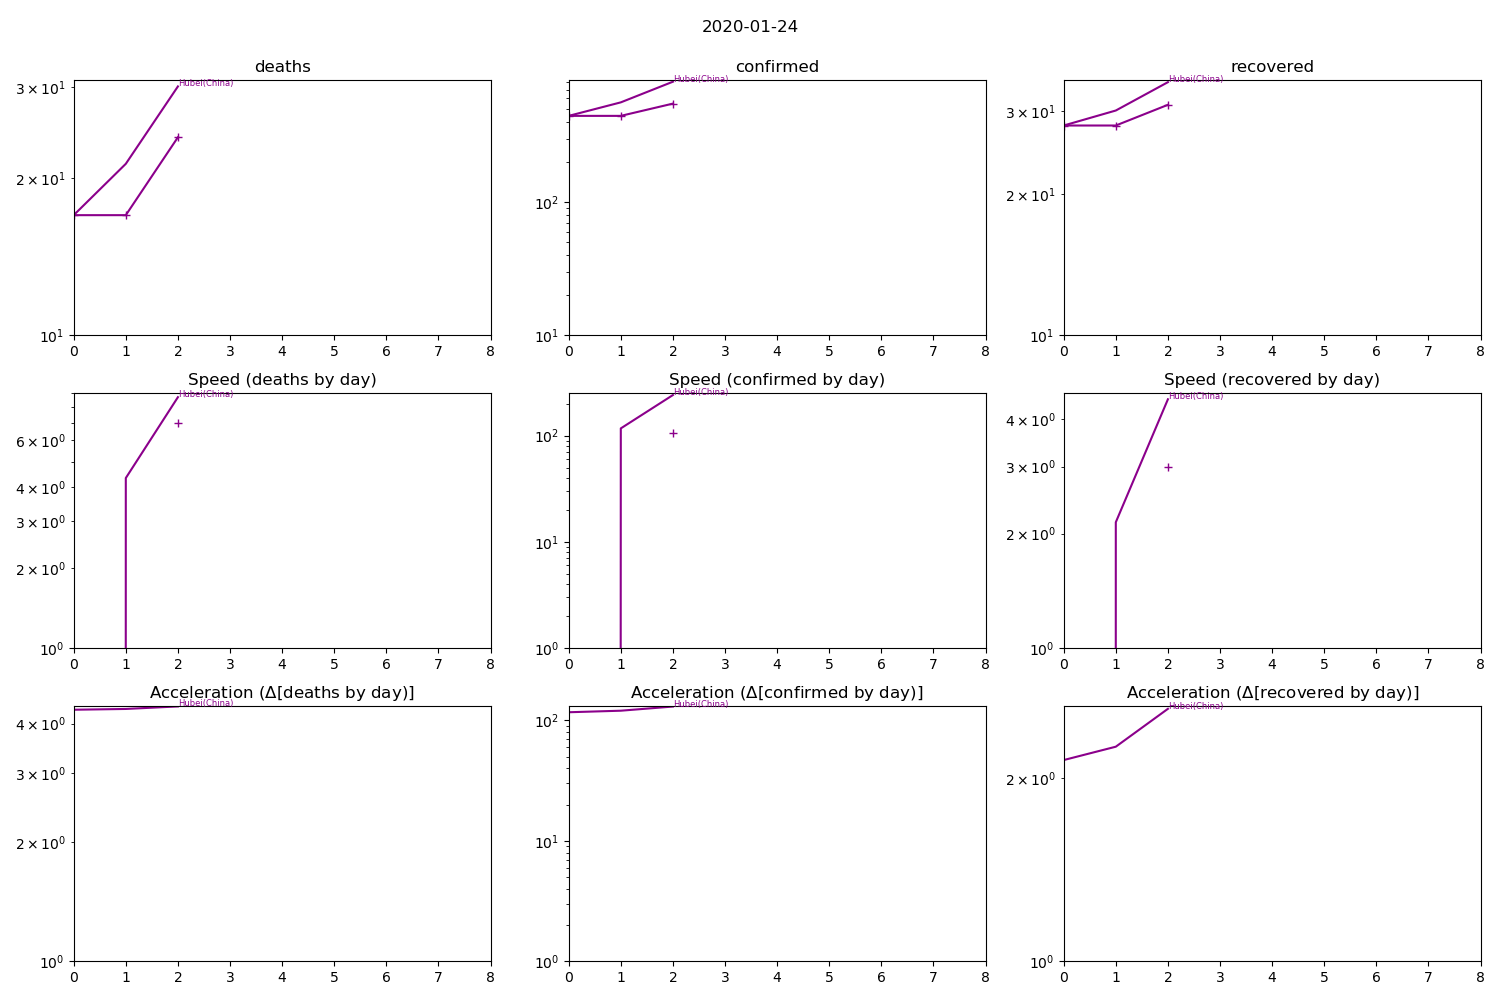 2020-01-24
deaths
confirmed
recovered
3 × 10¹
2 × 10¹
10¹
Hubei(China)
0 1 2 3 4 5 6 7 8
10²
10¹
Hubei(China)
0 1 2 3 4 5 6 7 8
3 × 10¹
2 × 10¹
10¹
Hubei(China)
0 1 2 3 4 5 6 7 8
Speed (deaths by day)
Speed (confirmed by day)
Speed (recovered by day)
6 × 10⁰
4 × 10⁰
3 × 10⁰
2 × 10⁰
10⁰
Hubei(China)
0 1 2 3 4 5 6 7 8
10²
10¹
10⁰
Hubei(China)
0 1 2 3 4 5 6 7 8
4 × 10⁰
3 × 10⁰
2 × 10⁰
10⁰
Hubei(China)
0 1 2 3 4 5 6 7 8
Acceleration (Δ[deaths by day)]
Acceleration (Δ[confirmed by day)]
Acceleration (Δ[recovered by day)]
4 × 10⁰
3 × 10⁰
2 × 10⁰
10⁰
Hubei(China)
0 1 2 3 4 5 6 7 8
10²
10¹
10⁰
Hubei(China)
0 1 2 3 4 5 6 7 8
2 × 10⁰
10⁰
Hubei(China)
0 1 2 3 4 5 6 7 8